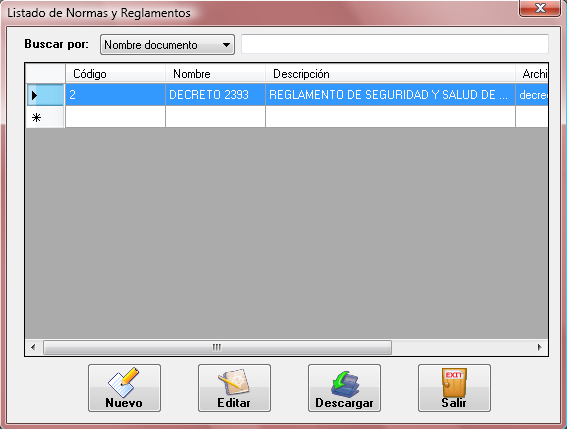 Listado de Normas y Reglamentos
Buscar por: Nombre documento
Código Nombre Descripción Archi
2 DECRETO 2393 REGLAMENTO DE SEGURIDAD Y SALUD DE ... decre
EXIT
Nuevo Editar Descargar Salir